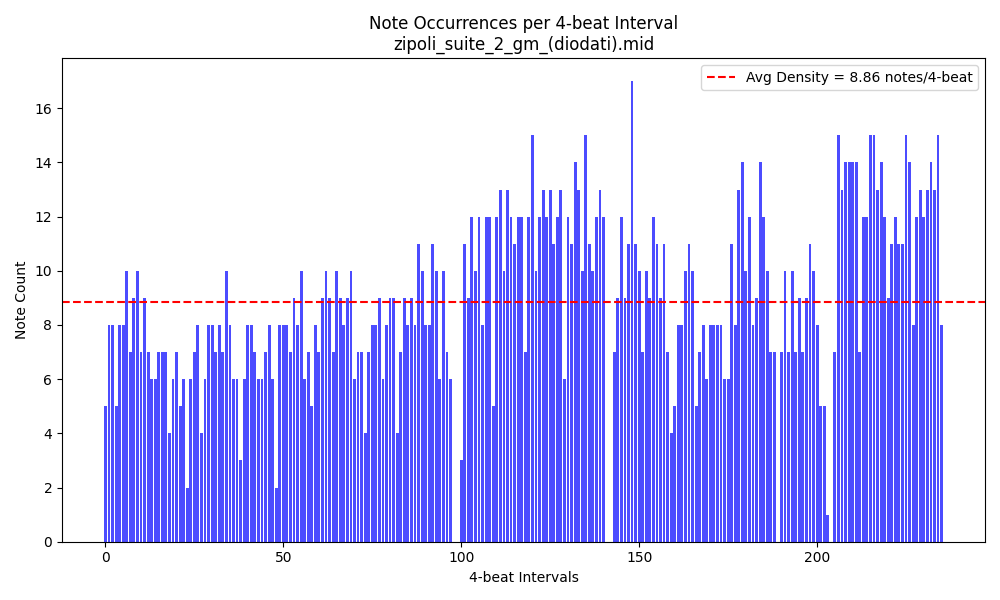 Note Occurrences per 4-beat Interval
zipoli_suite_2_gm_(diodati).mid
Avg Density = 8.86 notes/4-beat
Note Count
16
14
12
10
8
6
4
2
0
0 50 100 150 200
4-beat Intervals